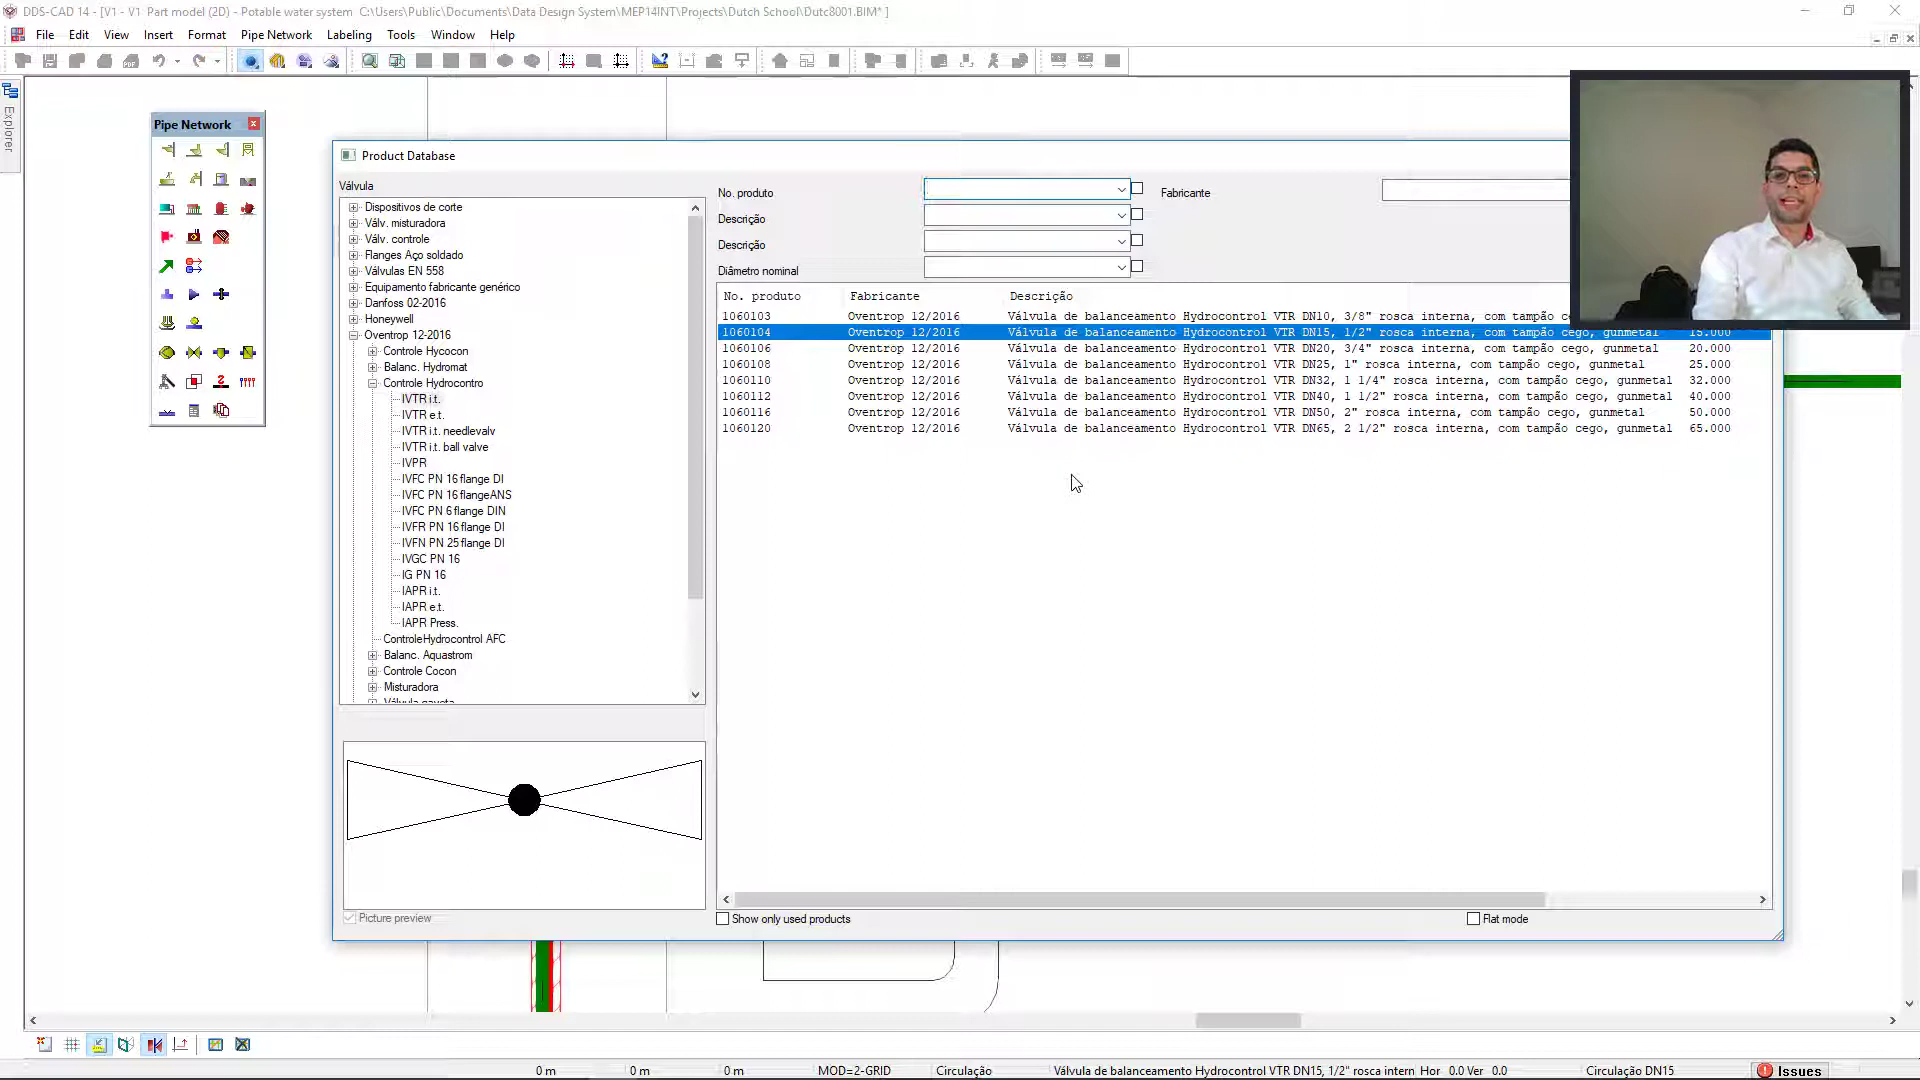 DDS-CAD 14 - [V1 - V1 Part model (2D) - Potable water system C:\Users\Public\Documents\Data Design System\MEP14INT\Projects\Dutch School\Dutc8001.BIM* ]
File Edit View Insert Format Pipe Network Labeling Tools Window Help
Explorer
Pipe Network
Product Database
Válvula
Dispositivos de corte
Válv. misturadora
Válv. controle
Flanges Aço soldado
Válvulas EN 558
Equipamento fabricante genérico
Danfoss 02-2016
Honeywell
Oventrop 12-2016
Controle Hycocon
Balanc. Hydromat
Controle Hydrocontro
IVTR i.t.
IVTR e.t.
IVTR i.t. needlevalv
IVTR i.t. ball valve
IVPR
IVFC PN 16 flange DI
IVFC PN 16 flangeANS
IVFC PN 6 flange DIN
IVFR PN 16 flange DI
IVFN PN 25 flange DI
IVGC PN 16
IG PN 16
IAPR i.t.
IAPR e.t.
IAPR Press.
ControleHydrocontrol AFC
Balanc. Aquastrom
Controle Cocon
Misturadora
Picture preview
No. produto Fabricante
Descrição
Descrição
Diâmetro nominal
No. produto Fabricante Descrição
1060103 Oventrop 12/2016 Válvula de balanceamento Hydrocontrol VTR DN10, 3/8" rosca interna, com tampão
1060104 Oventrop 12/2016 Válvula de balanceamento Hydrocontrol VTR DN15, 1/2" rosca interna, com tampão cego, gunmetal 15.000
1060106 Oventrop 12/2016 Válvula de balanceamento Hydrocontrol VTR DN20, 3/4" rosca interna, com tampão cego, gunmetal 20.000
1060108 Oventrop 12/2016 Válvula de balanceamento Hydrocontrol VTR DN25, 1" rosca interna, com tampão cego, gunmetal 25.000
1060110 Oventrop 12/2016 Válvula de balanceamento Hydrocontrol VTR DN32, 1 1/4" rosca interna, com tampão cego, gunmetal 32.000
1060112 Oventrop 12/2016 Válvula de balanceamento Hydrocontrol VTR DN40, 1 1/2" rosca interna, com tampão cego, gunmetal 40.000
1060116 Oventrop 12/2016 Válvula de balanceamento Hydrocontrol VTR DN50, 2" rosca interna, com tampão cego, gunmetal 50.000
1060120 Oventrop 12/2016 Válvula de balanceamento Hydrocontrol VTR DN65, 2 1/2" rosca interna, com tampão cego, gunmetal 65.000
Show only used products Flat mode
0 m 0 m 0 m MOD=2-GRID Circulação Válvula de balanceamento Hydrocontrol VTR DN15, 1/2" rosca intern Hor 0.0 Ver 0.0 Circulação DN15 Issues